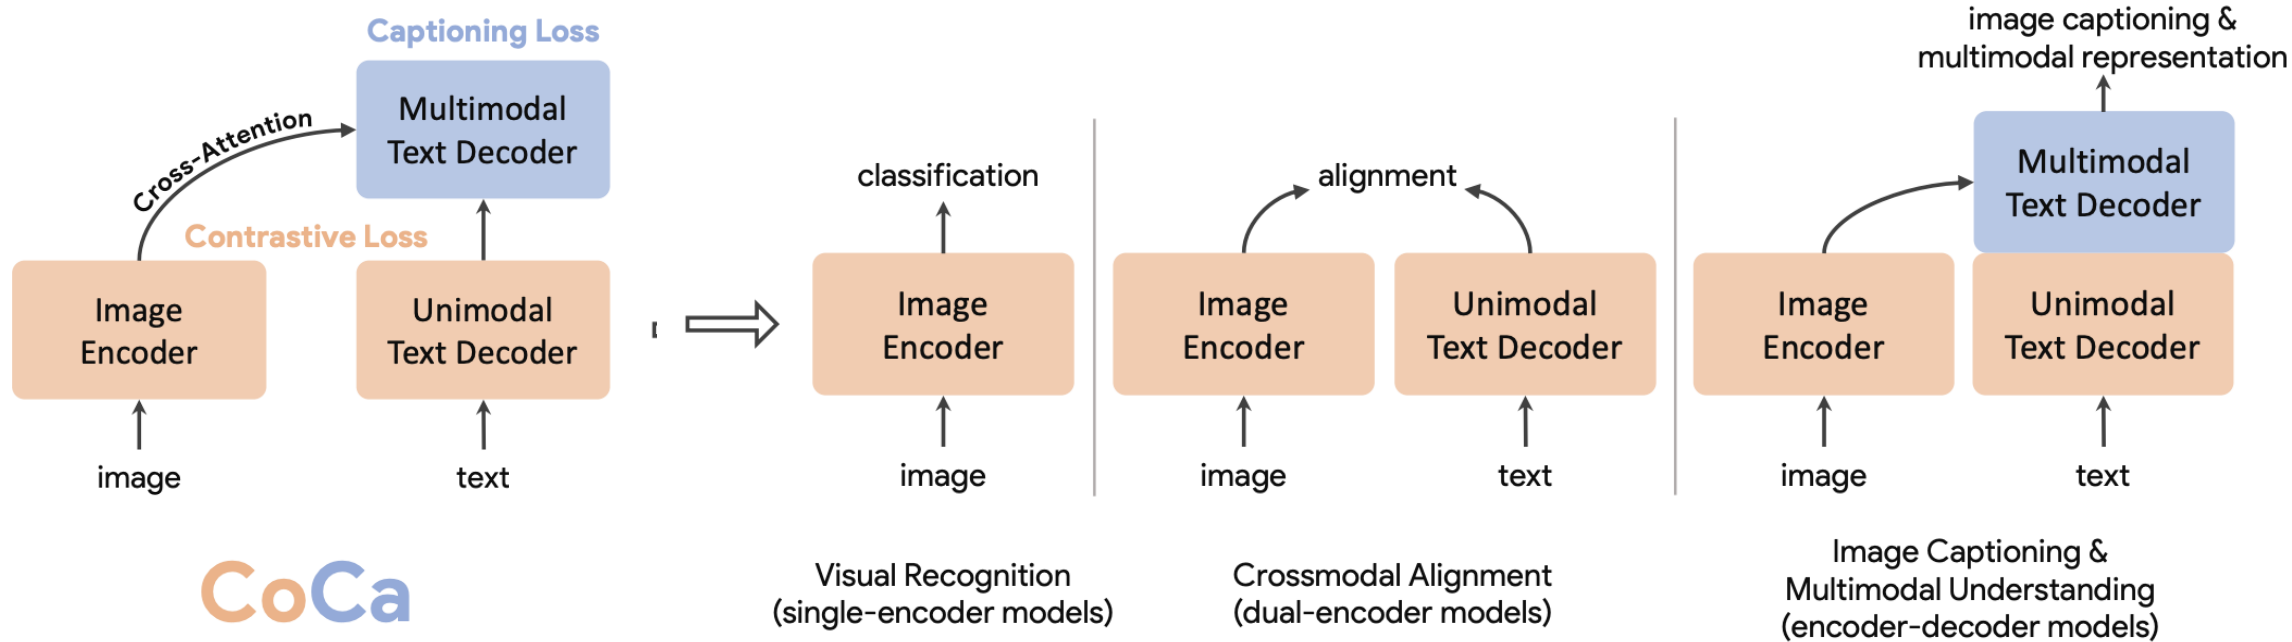 Captioning Loss
Multimodal
Text Decoder
Cross-Attention
Contrastive Loss
Image
Encoder
Unimodal
Text Decoder
image
text
CoCa
classification
Image
Encoder
image
Visual Recognition
(single-encoder models)
alignment
Image
Encoder
Unimodal
Text Decoder
image
text
Crossmodal Alignment
(dual-encoder models)
image captioning &
multimodal representation
Multimodal
Text Decoder
Image
Encoder
Unimodal
Text Decoder
image
text
Image Captioning &
Multimodal Understanding
(encoder-decoder models)